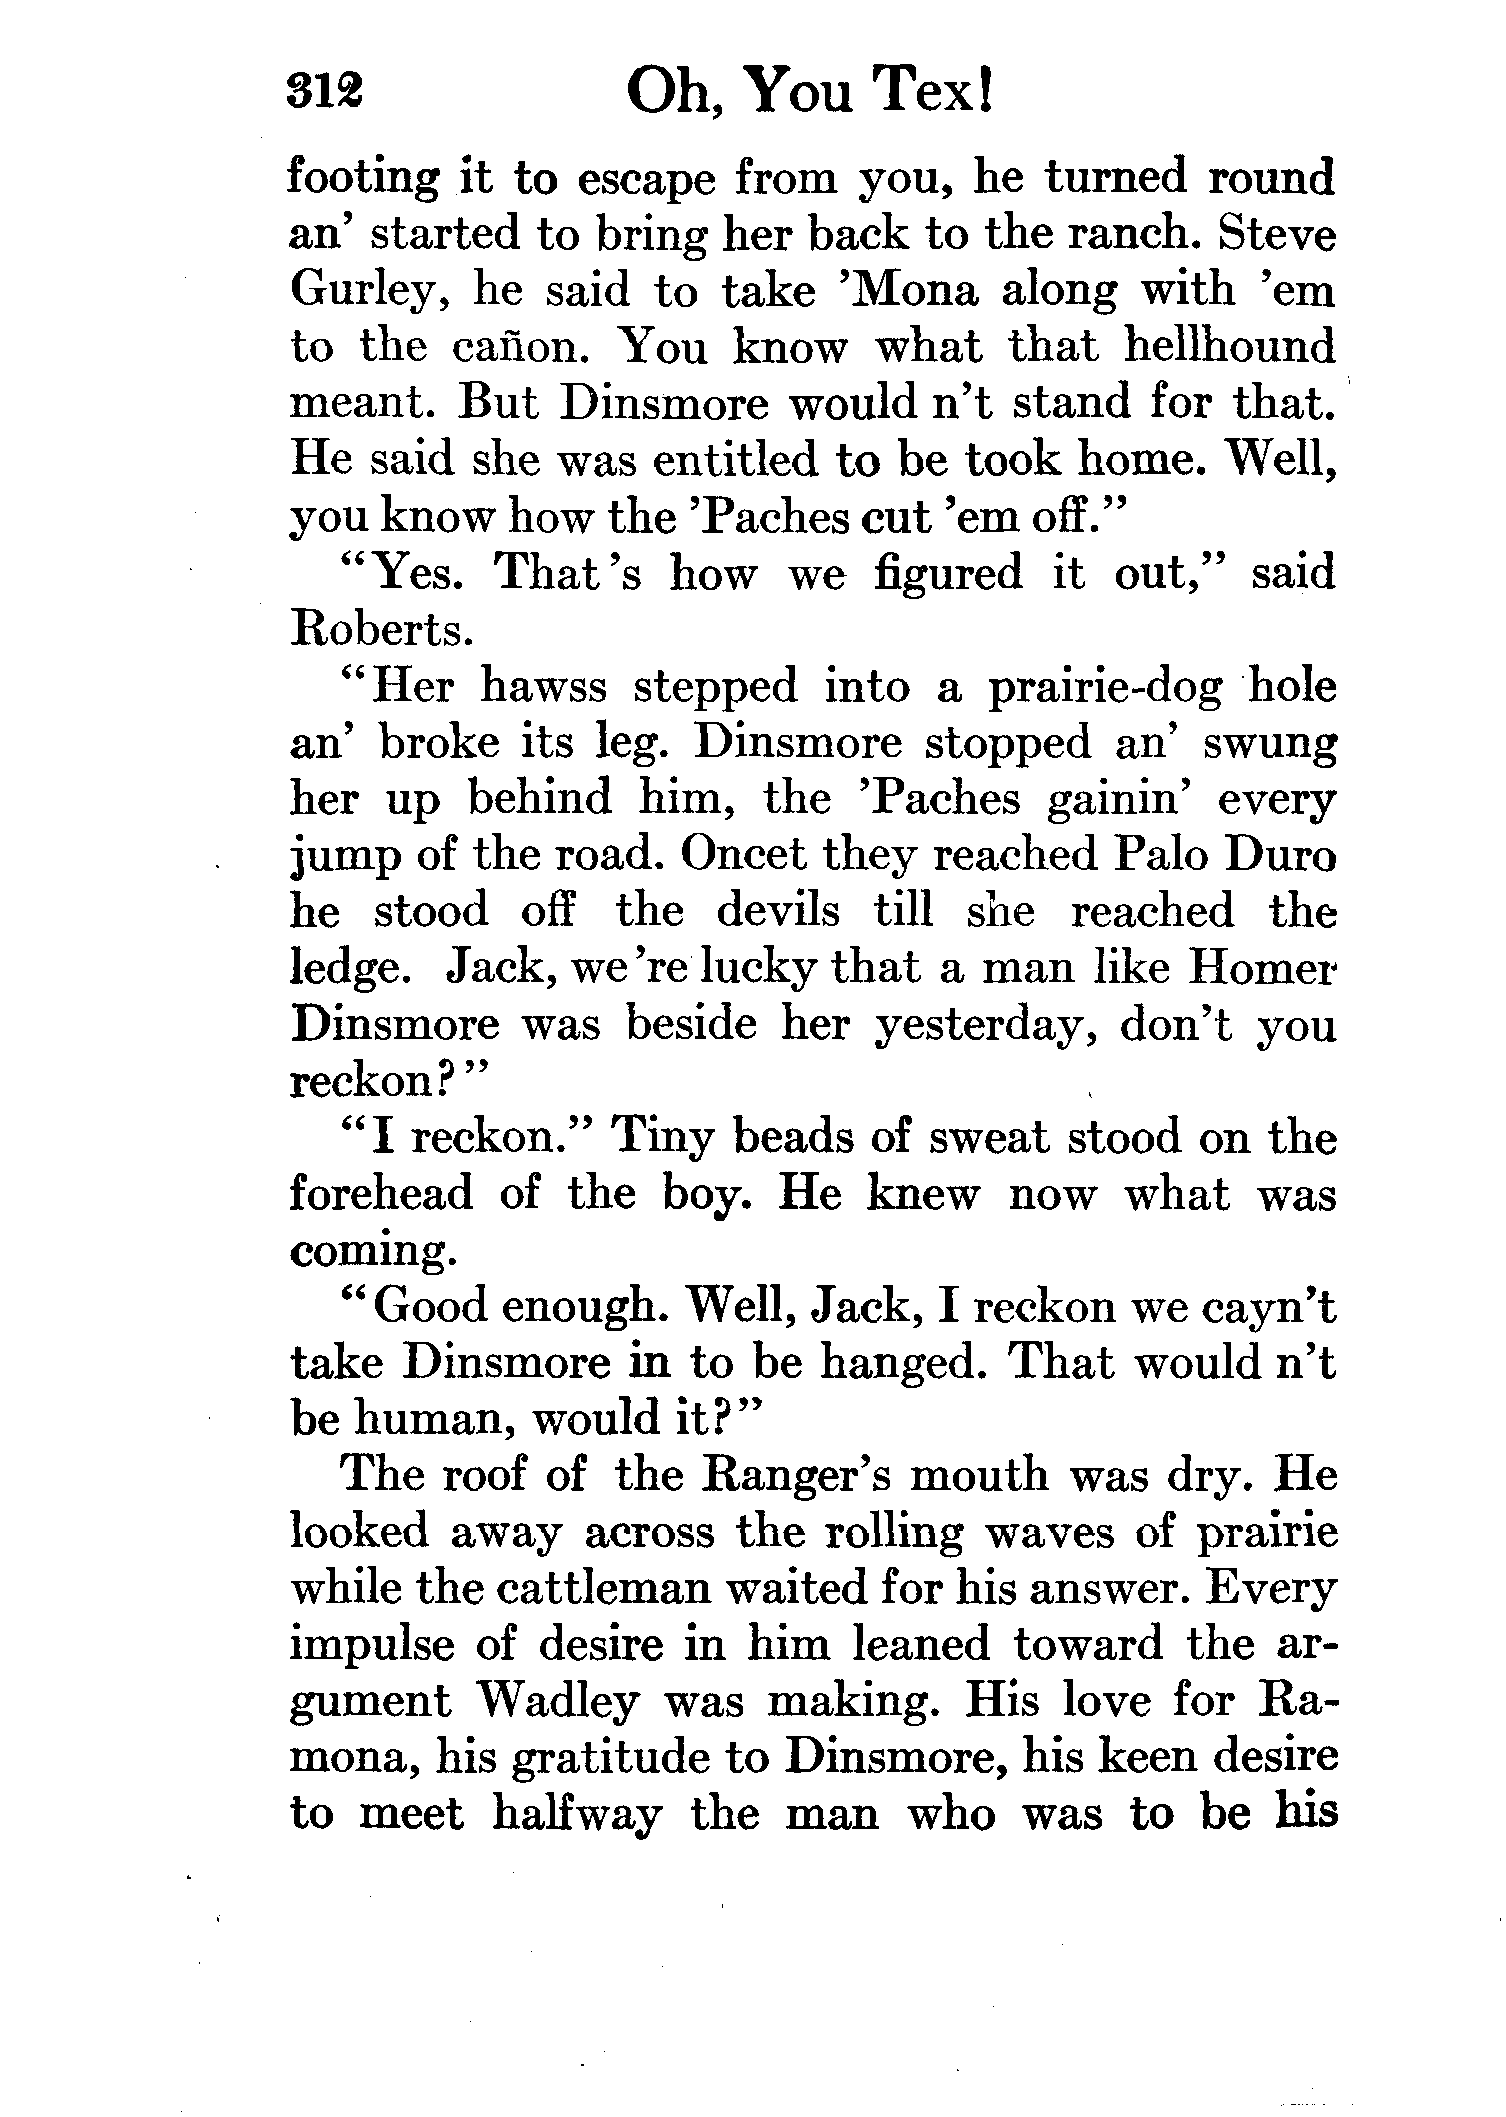 312 Oh, You Tex!
footing it to escape from you, he turned round
an' started to bring her back to the ranch. Steve
Gurley, he said to take 'Mona along with 'em
to the cañon. You know what that hellhound
meant. But Dinsmore would n't stand for that.
He said she was entitled to be took home. Well,
you know how the 'Paches cut 'em off."
"Yes. That 's how we figured it out," said
Roberts.
"Her hawss stepped into a prairie-dog hole
an' broke its leg. Dinsmore stopped an' swung
her up behind him, the 'Paches gainin' every
jump of the road. Oncet they reached Palo Duro
he stood off the devils till she reached the
ledge. Jack, we 're lucky that a man like Homer
Dinsmore was beside her yesterday, don't you
reckon?"
"I reckon." Tiny beads of sweat stood on the
forehead of the boy. He knew now what was
coming.
"Good enough. Well, Jack, I reckon we cayn't
take Dinsmore in to be hanged. That would n't
be human, would it?"
The roof of the Ranger's mouth was dry. He
looked away across the rolling waves of prairie
while the cattleman waited for his answer. Every
impulse of desire in him leaned toward the ar-
gument Wadley was making. His love for Ra-
mona, his gratitude to Dinsmore, his keen desire
to meet halfway the man who was to be his